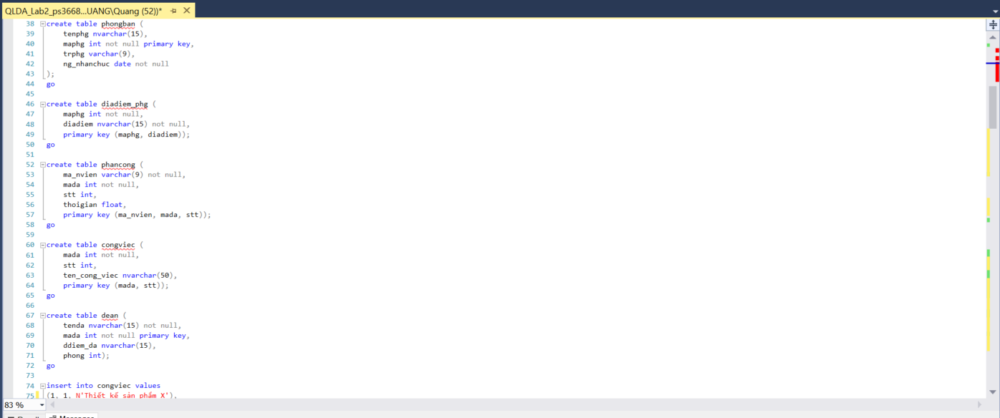 QLDA_Lab2_ps3668...UANG\Quang (52))*
38 create table phongban (
39 tenphg nvarchar(15),
40 maphg int not null primary key,
41 trphg varchar(9),
42 ng_nhanchuc date not null
43 );
44 go
45
46 create table diadiem_phg (
47 maphg int not null,
48 diadiem nvarchar(15) not null,
49 primary key (maphg, diadiem));
50 go
51
52 create table phancong (
53 ma_nvien varchar(9) not null,
54 mada int not null,
55 stt int,
56 thoigian float,
57 primary key (ma_nvien, mada, stt));
58 go
59
60 create table congviec (
61 mada int not null,
62 stt int,
63 ten_cong_viec nvarchar(50),
64 primary key (mada, stt));
65 go
66
67 create table dean (
68 tenda nvarchar(15) not null,
69 mada int not null primary key,
70 ddiem_da nvarchar(15),
71 phong int);
72 go
73
74 insert into congviec values
75 (1, 1, N'Thiết kế sản phẩm X'),
83 %